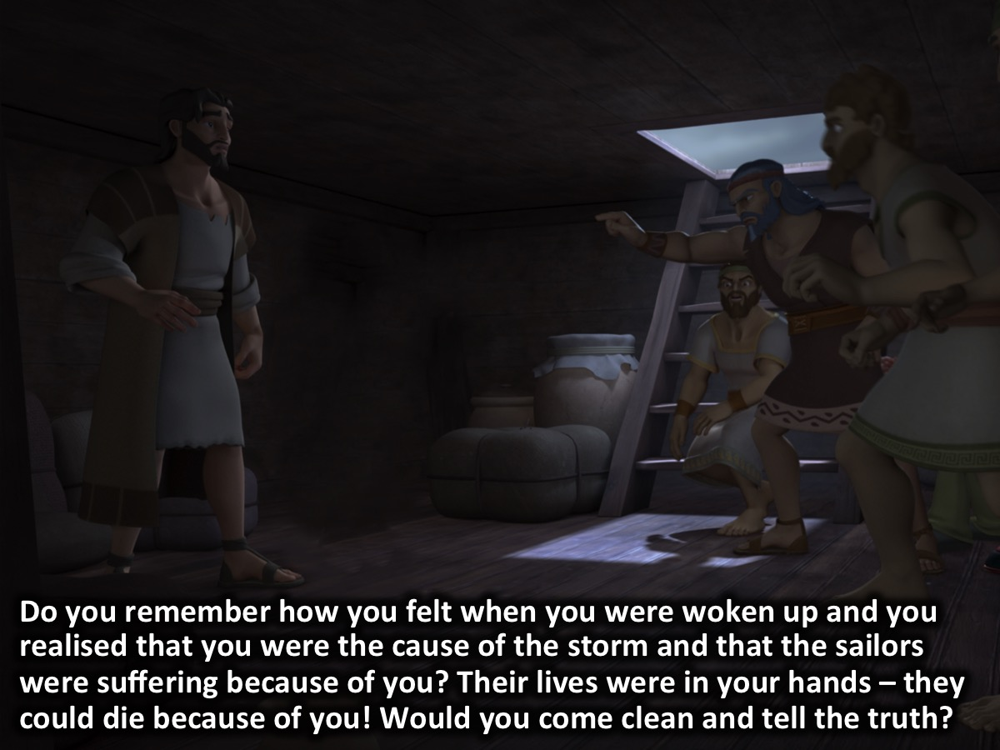 Do you remember how you felt when you were woken up and you
realised that you were the cause of the storm and that the sailors
were suffering because of you? Their lives were in your hands – they
could die because of you! Would you come clean and tell the truth?